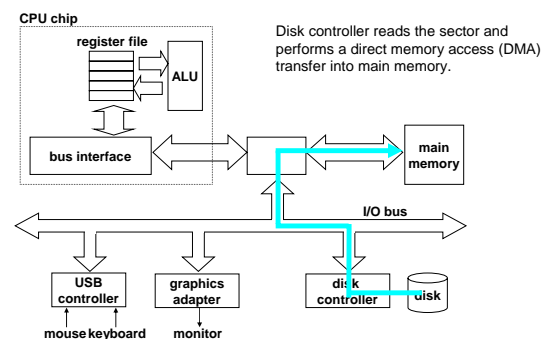 CPU chip
register file
ALU
bus interface
Disk controller reads the sector and
performs a direct memory access (DMA)
transfer into main memory.
main
memory
I/O bus
USB
controller
graphics
adapter
disk
controller
disk
mouse keyboard
monitor